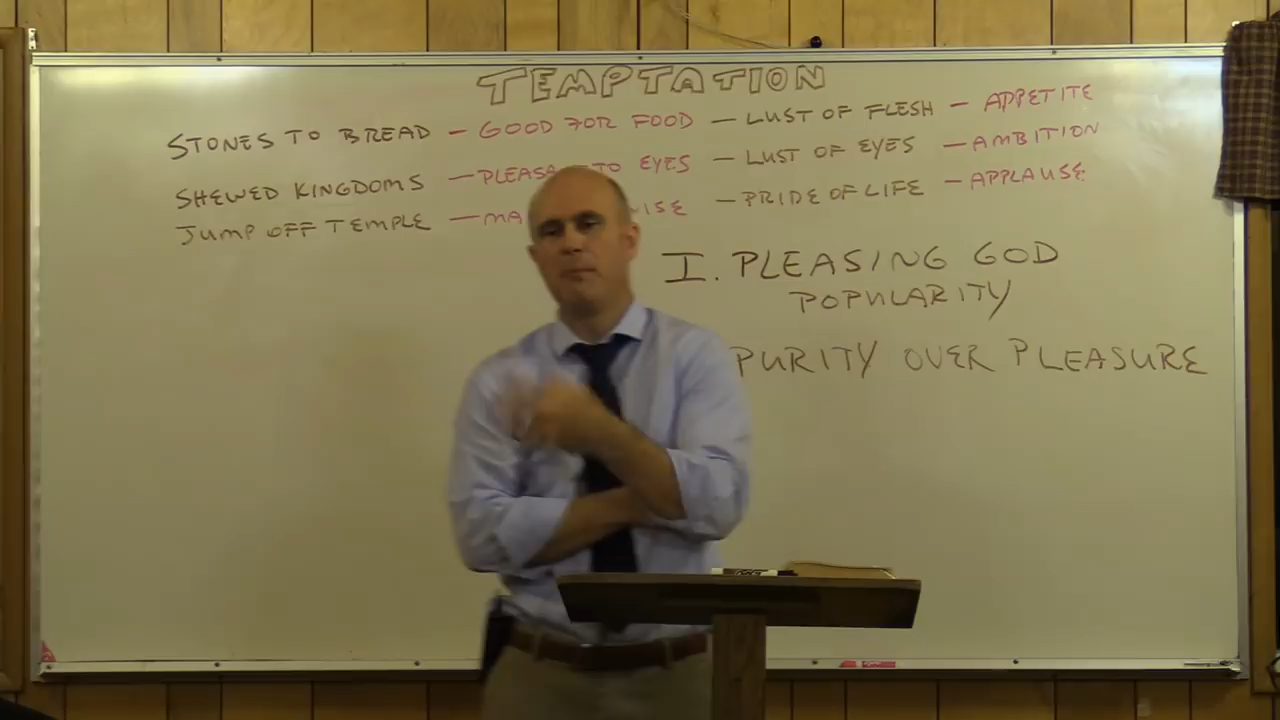 TEMPTATION
STONES TO BREAD - GOOD FOR FOOD - LUST OF FLESH - APPETITE
SHEWED KINGDOMS - PLEASA TO EYES - LUST OF EYES - AMBITION
JUMP OFF TEMPLE - MA ISE - PRIDE OF LIFE - APPLAUSE
I. PLEASING GOD
POPULARITY
PURITY OVER PLEASURE